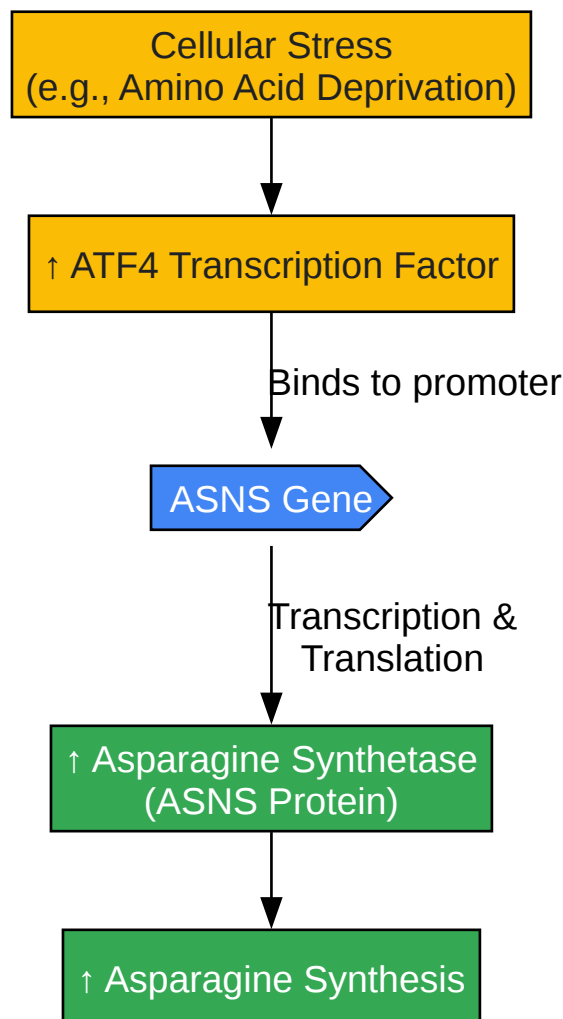 Cellular Stress
(e.g., Amino Acid Deprivation)
↑ ATF4 Transcription Factor
Binds to promoter
ASNS Gene
Transcription &
Translation
↑ Asparagine Synthetase
(ASNS Protein)
↑ Asparagine Synthesis